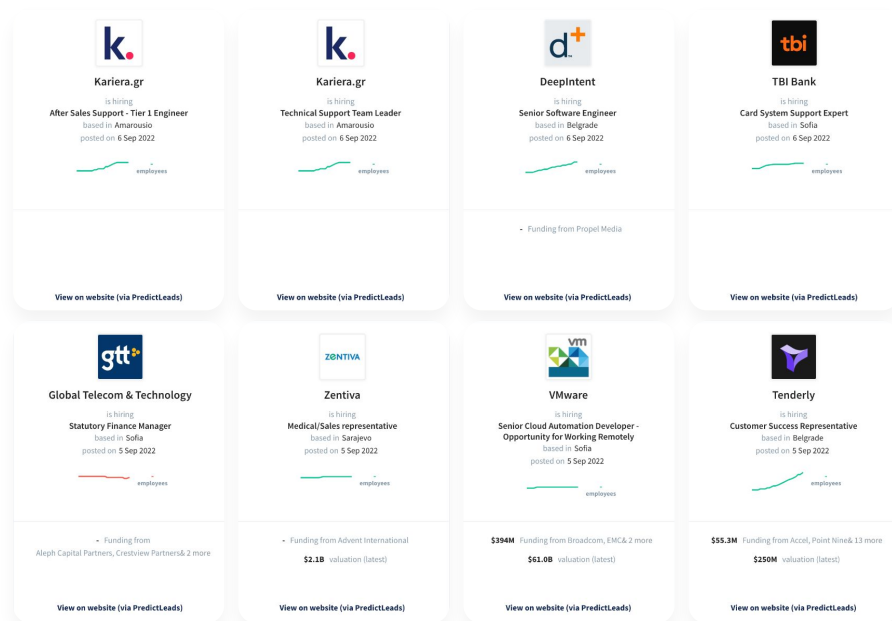 k.
Kariera.gr
is hiring
After Sales Support - Tier 1 Engineer
based in Amarousio
posted on 6 Sep 2022
-
employees
View on website (via PredictLeads)
k.
Kariera.gr
is hiring
Technical Support Team Leader
based in Amarousio
posted on 6 Sep 2022
-
employees
View on website (via PredictLeads)
d+
DeepIntent
is hiring
Senior Software Engineer
based in Belgrade
posted on 6 Sep 2022
-
employees
- Funding from Propel Media
View on website (via PredictLeads)
tbi
TBI Bank
is hiring
Card System Support Expert
based in Sofia
posted on 6 Sep 2022
-
employees
View on website (via PredictLeads)
gtt
Global Telecom & Technology
is hiring
Statutory Finance Manager
based in Sofia
posted on 5 Sep 2022
-
employees
- Funding from
Aleph Capital Partners, Crestview Partners& 2 more
View on website (via PredictLeads)
ZENTIVA
Zentiva
is hiring
Medical/Sales representative
based in Sarajevo
posted on 5 Sep 2022
-
employees
- Funding from Advent International
$2.1B valuation (latest)
View on website (via PredictLeads)
vm
VMware
is hiring
Senior Cloud Automation Developer -
Opportunity for Working Remotely
based in Sofia
posted on 5 Sep 2022
-
employees
$394M Funding from Broadcom, EMC& 2 more
$61.0B valuation (latest)
View on website (via PredictLeads)
Tenderly
is hiring
Customer Success Representative
based in Belgrade
posted on 5 Sep 2022
-
employees
$55.3M Funding from Accel, Point Nine& 13 more
$250M valuation (latest)
View on website (via PredictLeads)